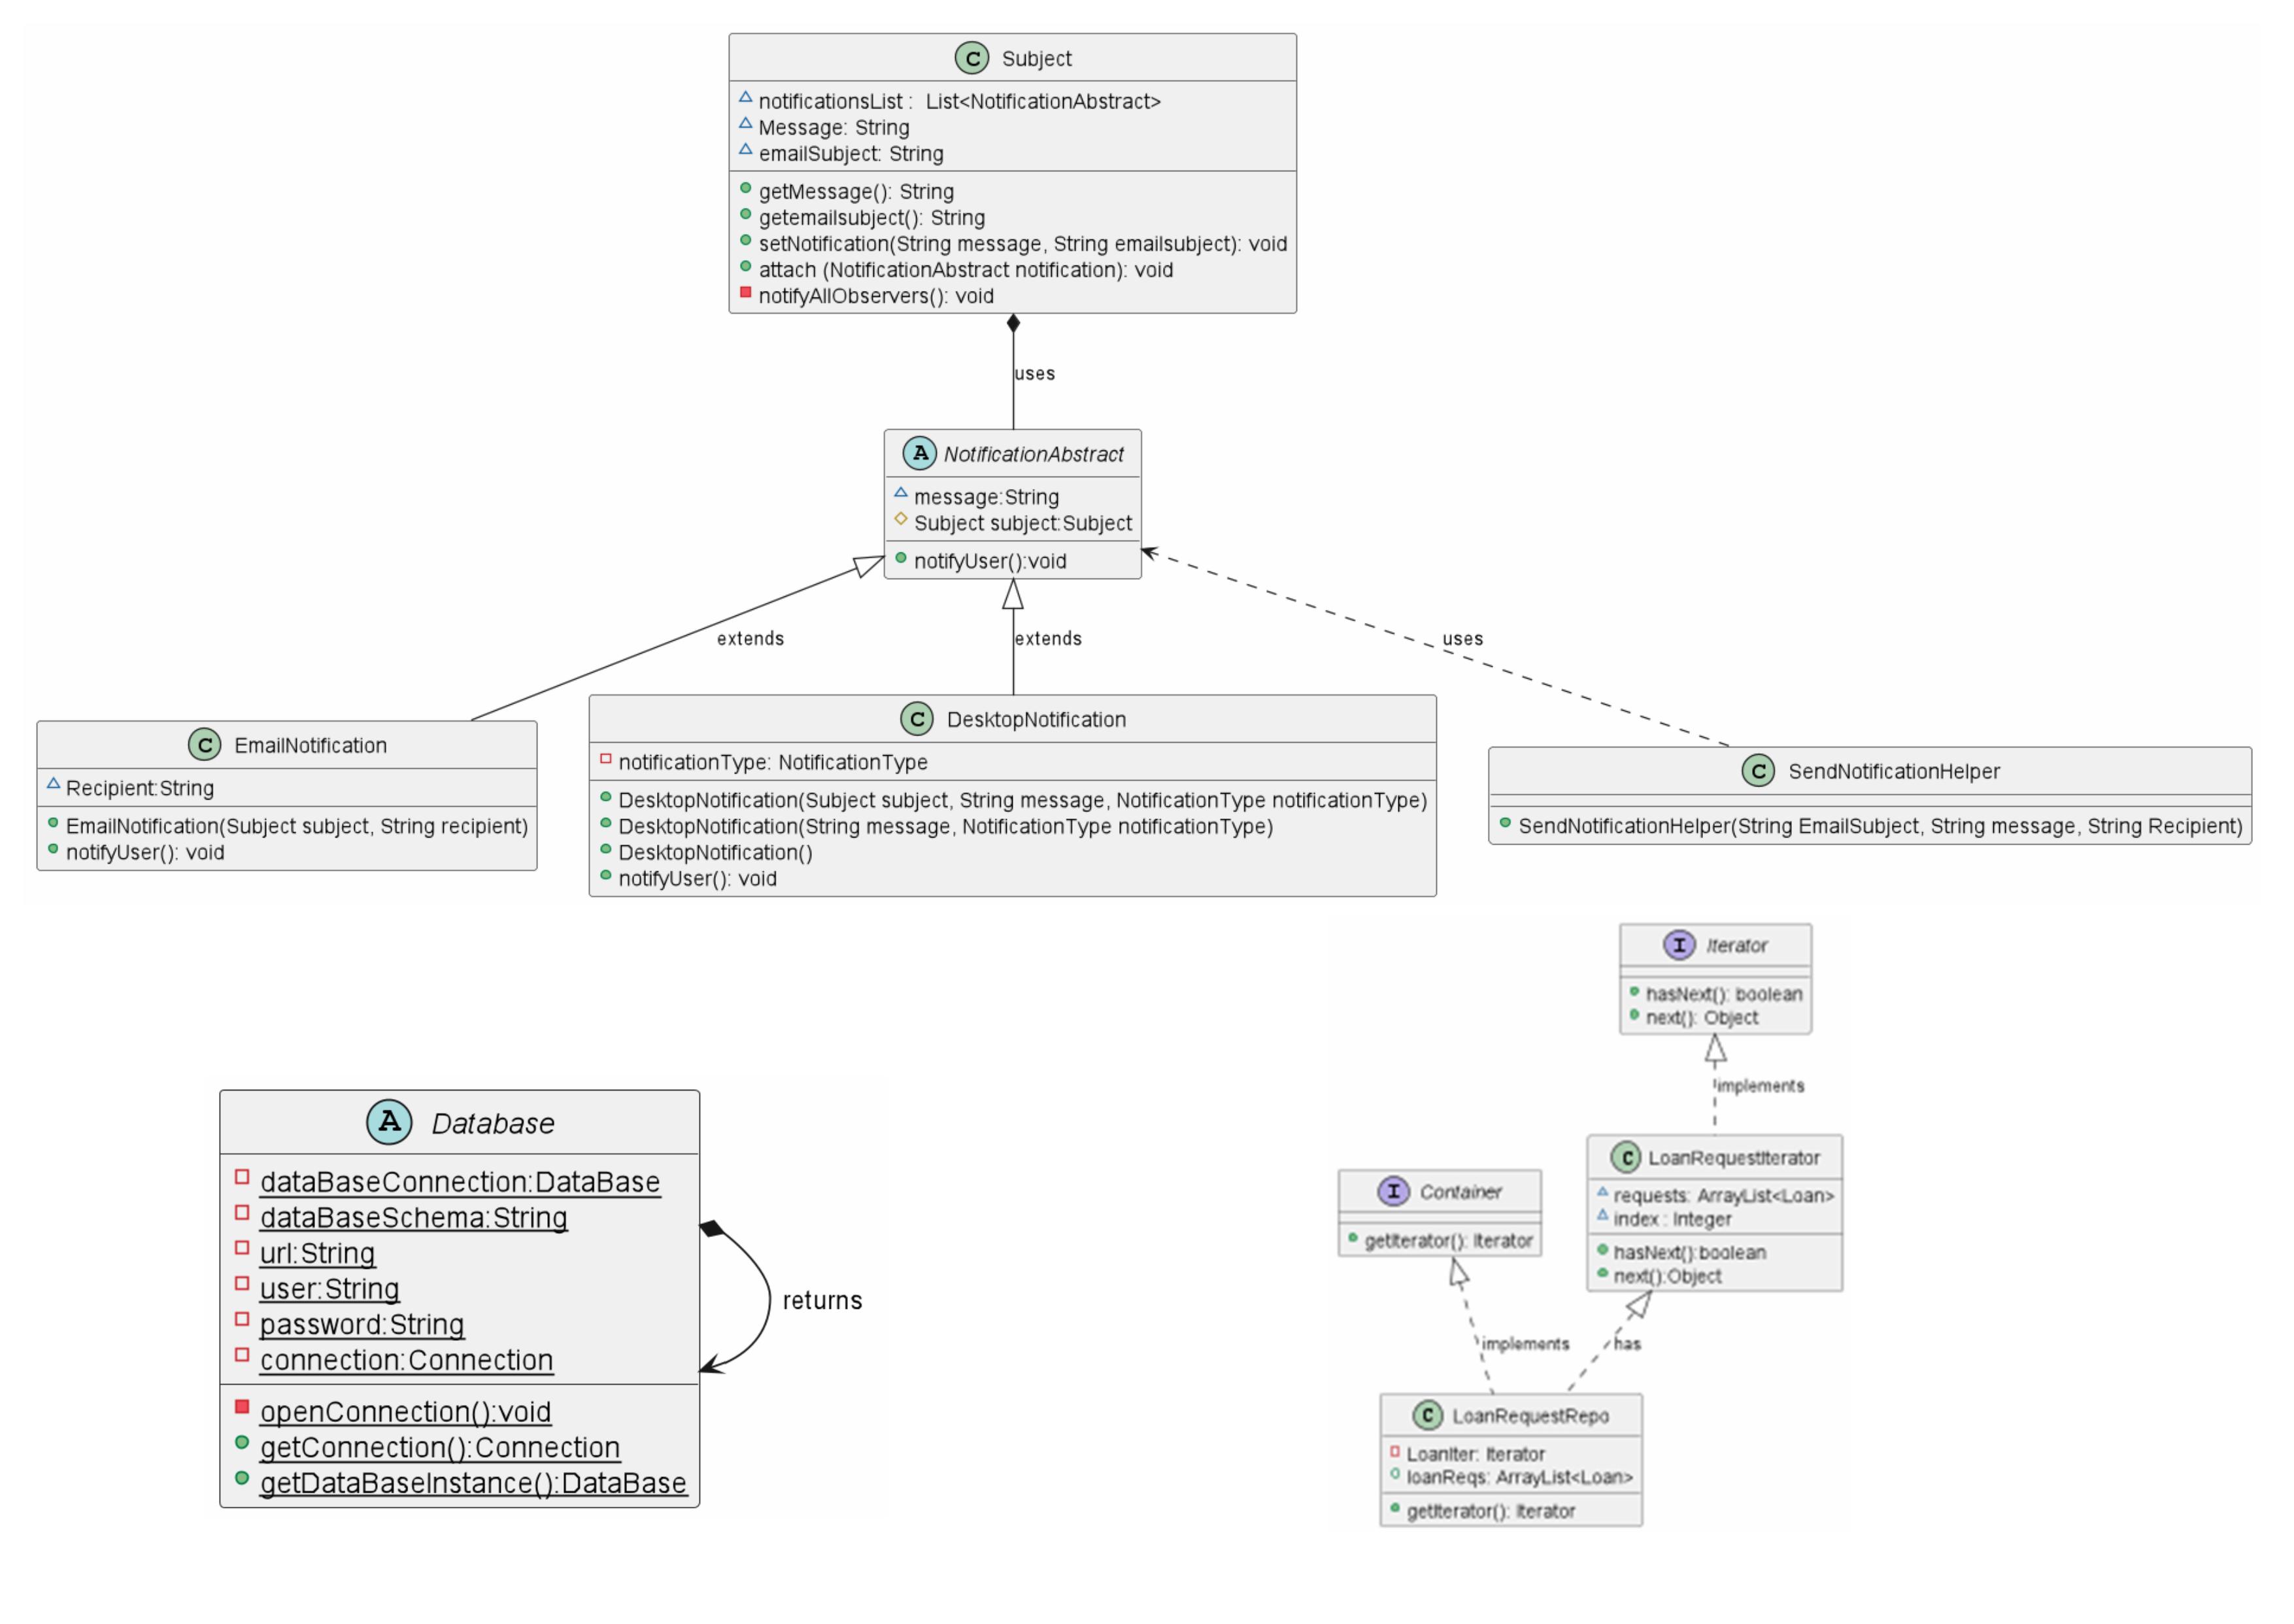 C Subject
notificationsList : List<NotificationAbstract>
Message: String
emailSubject: String
getMessage(): String
getemailsubject(): String
setNotification(String message, String emailsubject): void
attach (NotificationAbstract notification): void
notifyAllObservers(): void
uses
A NotificationAbstract
message:String
Subject subject:Subject
notifyUser():void
extends
extends
uses
C EmailNotification
Recipient:String
EmailNotification(Subject subject, String recipient)
notifyUser(): void
C DesktopNotification
notificationType: NotificationType
DesktopNotification(Subject subject, String message, NotificationType notificationType)
DesktopNotification(String message, NotificationType notificationType)
DesktopNotification()
notifyUser(): void
C SendNotificationHelper
SendNotificationHelper(String EmailSubject, String message, String Recipient)
A Database
dataBaseConnection:DataBase
dataBaseSchema:String
url:String
user:String
password:String
connection:Connection
openConnection():void
getConnection():Connection
getDataBaseInstance():DataBase
returns
I Iterator
hasNext(): boolean
next(): Object
implements
C LoanRequestIterator
requests: ArrayList<Loan>
index : Integer
hasNext():boolean
next():Object
I Container
getIterator(): Iterator
implements
has
C LoanRequestRepo
LoanIter: Iterator
loanReqs: ArrayList<Loan>
getIterator(): Iterator